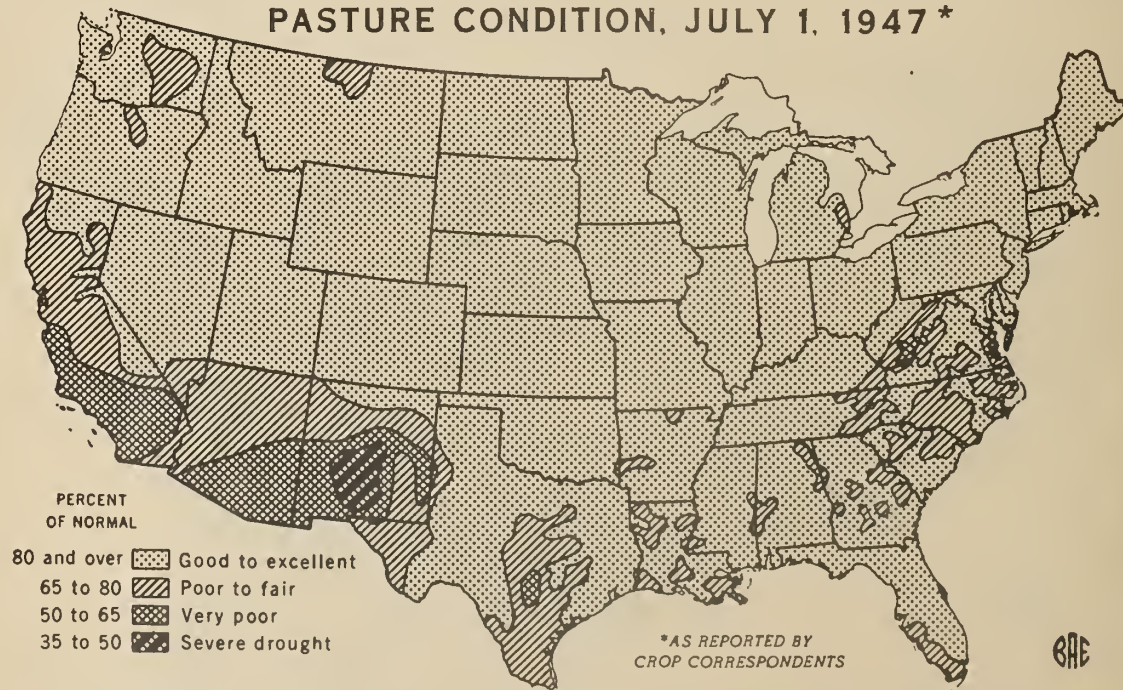 PASTURE CONDITION, JULY 1, 1947*
PERCENT
OF NORMAL
80 and over Good to excellent
65 to 80 Poor to fair
50 to 65 Very poor
35 to 50 Severe drought
*AS REPORTED BY
CROP CORRESPONDENTS
BAE